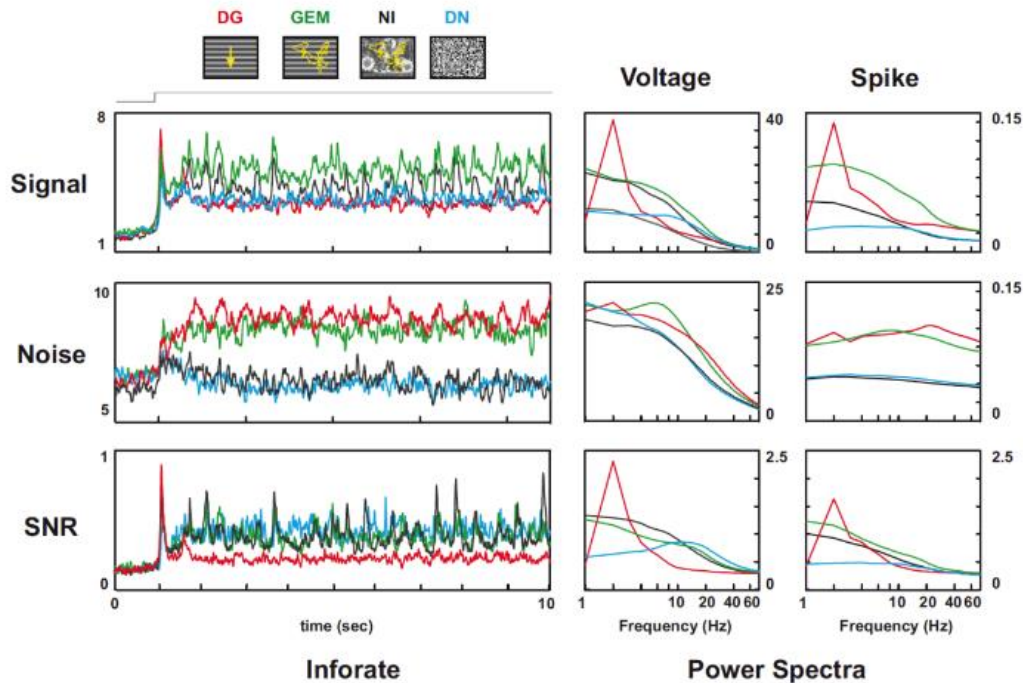 DG GEM NI DN
Voltage Spike
Signal 8 40 0.15
1 0 0
Noise 10 25 0.15
5 0 0
SNR 1 2.5 2.5
0 0 0
0 10 1 10 20 40 60 1 10 20 40 60
time (sec) Frequency (Hz) Frequency (Hz)
Inforate Power Spectra